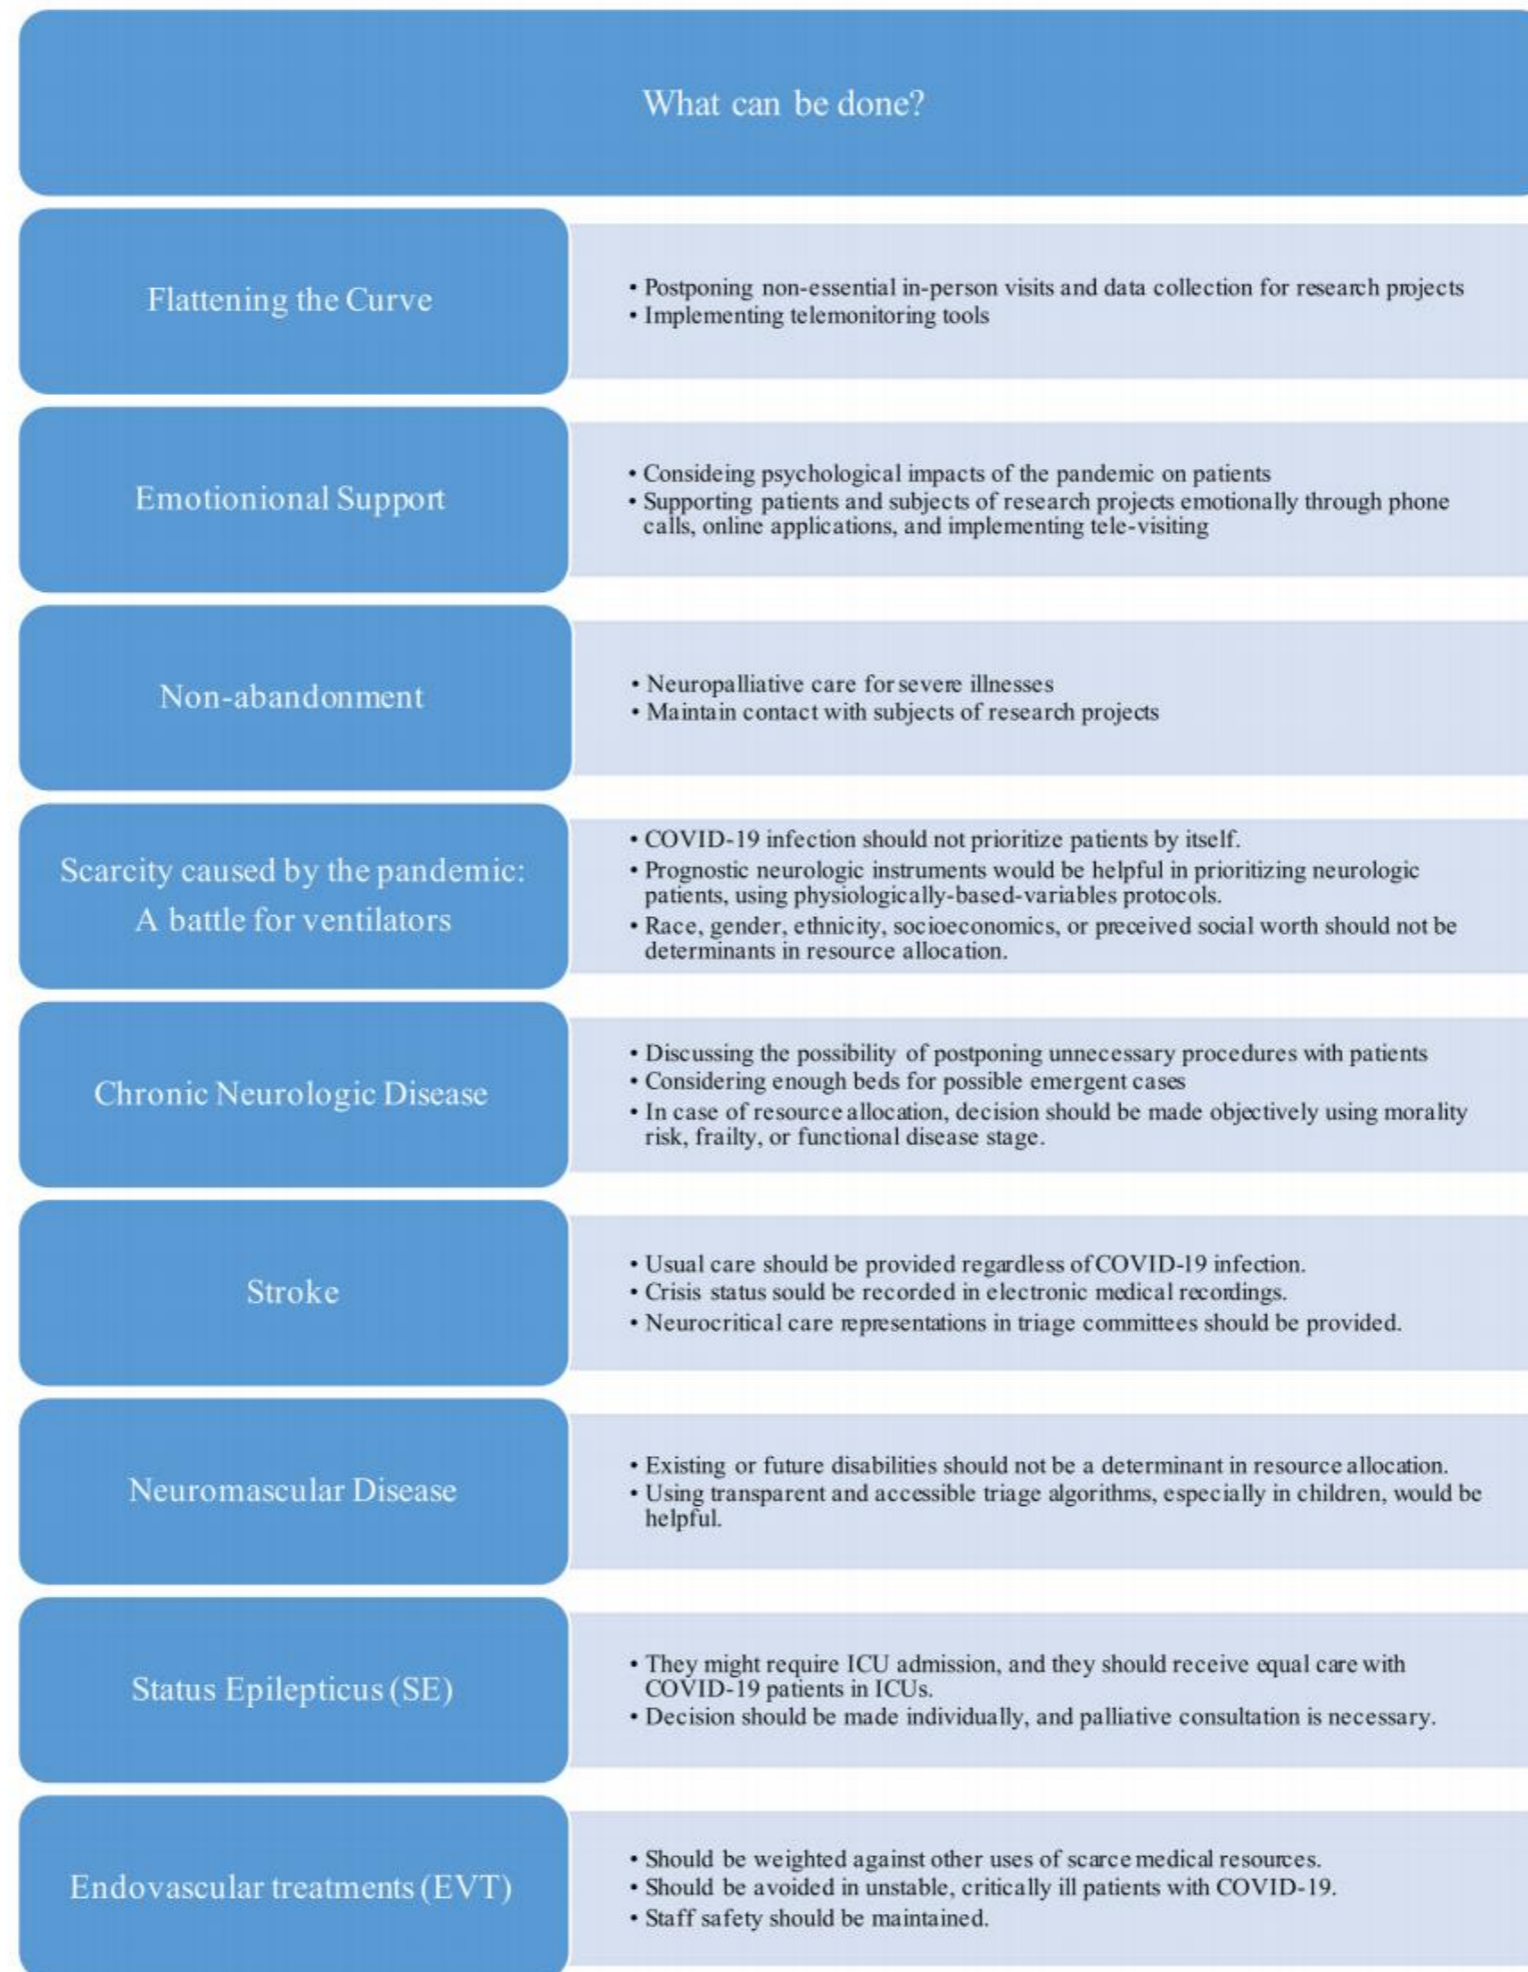 What can be done?
Flattening the Curve
• Postponing non-essential in-person visits and data collection for research projects
• Implementing telemonitoring tools
Emotionional Support
• Consideing psychological impacts of the pandemic on patients
• Supporting patients and subjects of research projects emotionally through phone
calls, online applications, and implementing tele-visiting
Non-abandonment
• Neuropalliative care for severe illnesses
• Maintain contact with subjects of research projects
Scarcity caused by the pandemic:
A battle for ventilators
• COVID-19 infection should not prioritize patients by itself.
• Prognostic neurologic instruments would be helpful in prioritizing neurologic
patients, using physiologically-based-variables protocols.
• Race, gender, ethnicity, socioeconomics, or preceived social worth should not be
determinants in resource allocation.
Chronic Neurologic Disease
• Discussing the possibility of postponing unnecessary procedures with patients
• Considering enough beds for possible emergent cases
• In case of resource allocation, decision should be made objectively using morality
risk, frailty, or functional disease stage.
Stroke
• Usual care should be provided regardless of COVID-19 infection.
• Crisis status sould be recorded in electronic medical recordings.
• Neurocritical care representations in triage committees should be provided.
Neuromascular Disease
• Existing or future disabilities should not be a determinant in resource allocation.
• Using transparent and accessible triage algorithms, especially in children, would be
helpful.
Status Epilepticus (SE)
• They might require ICU admission, and they should receive equal care with
COVID-19 patients in ICUs.
• Decision should be made individually, and palliative consultation is necessary.
Endovascular treatments (EVT)
• Should be weighted against other uses of scarce medical resources.
• Should be avoided in unstable, critically ill patients with COVID-19.
• Staff safety should be maintained.